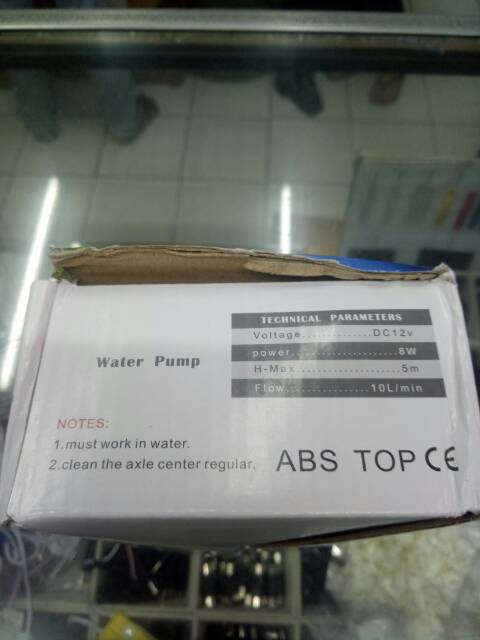 TECHNICAL PARAMETERS
Voltage..............DC12v
power.................8W
H-Max..................5m
Flow................10L/min
Water Pump
NOTES:
1.must work in water.
2.clean the axle center regular.
ABS TOP CE